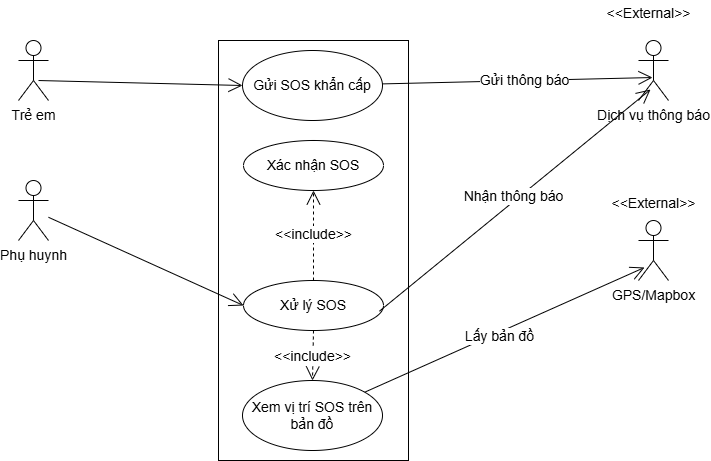 <<External>>
Trẻ em
Gửi SOS khẩn cấp
Gửi thông báo
Dịch vụ thông báo
Xác nhận SOS
Nhận thông báo
<<External>>
Phụ huynh
<<include>>
Xử lý SOS
GPS/Mapbox
Lấy bản đồ
<<include>>
Xem vị trí SOS trên
bản đồ